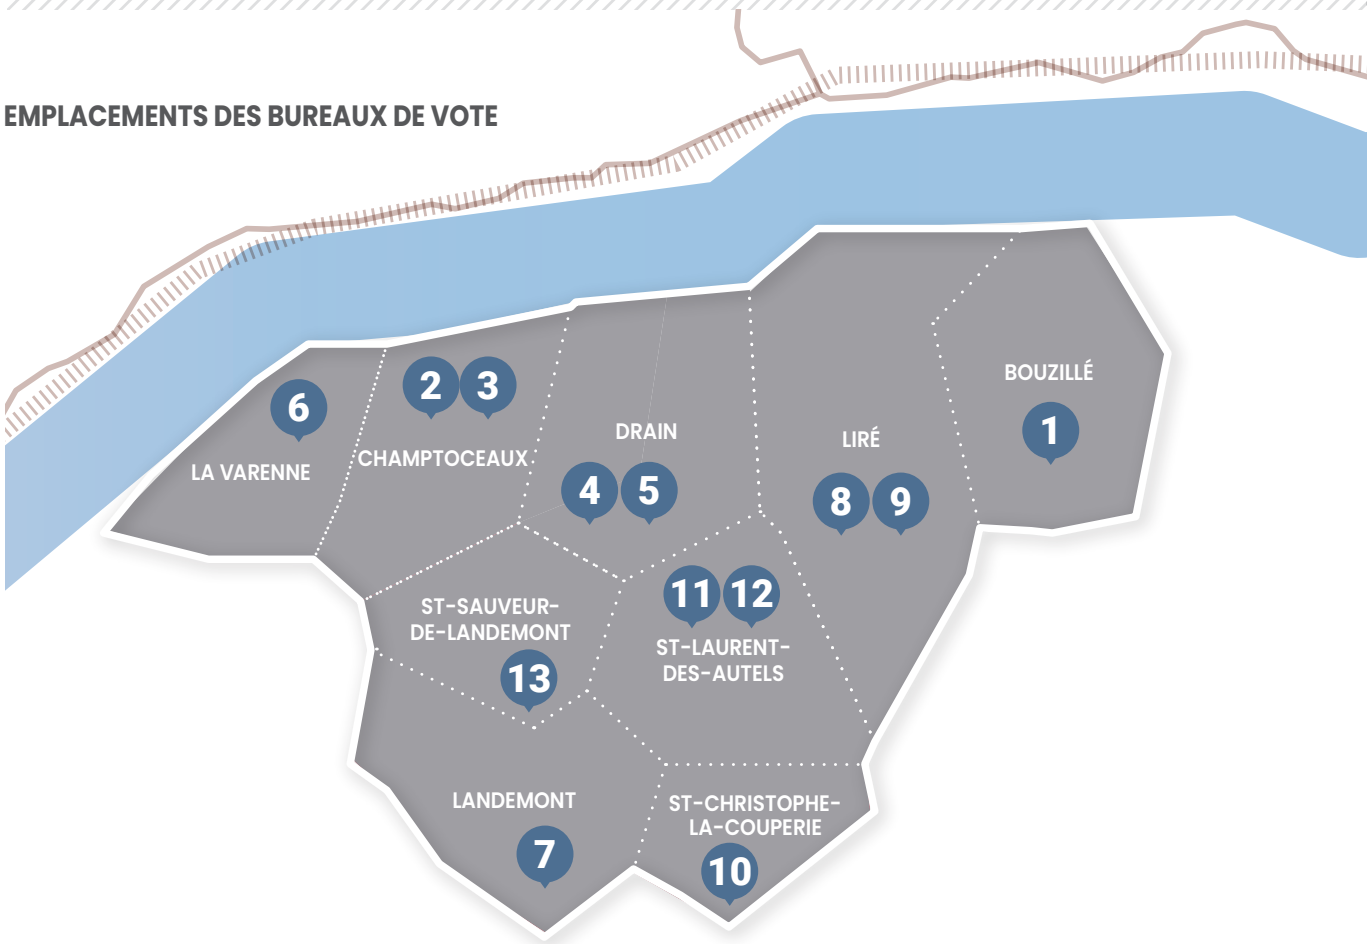 EMPLACEMENTS DES BUREAUX DE VOTE
6
LA VARENNE
2 3
CHAMPTOCEAUX
DRAIN
4 5
LIRÉ
8 9
BOUZILLÉ
1
ST-SAUVEUR-
DE-LANDEMONT
13
11 12
ST-LAURENT-
DES-AUTELS
LANDEMONT
7
ST-CHRISTOPHE-
LA-COUPERIE
10